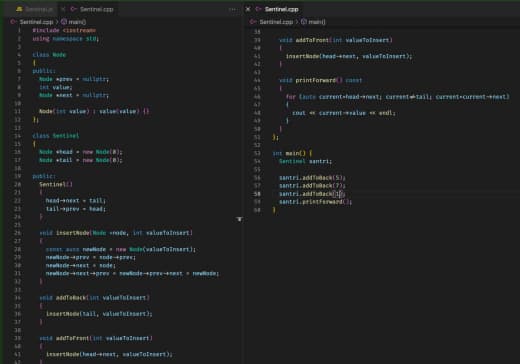 Sentinel.js
Sentinel.cpp
Sentinel.cpp > main()
1 #include <iostream>
2 using namespace std;
3
4 class Node
5 {
6 public:
7 Node *prev = nullptr;
8 int value;
9 Node *next = nullptr;
10
11 Node(int value) : value(value) {}
12 };
13
14 class Sentinel
15 {
16 Node *head = new Node(0);
17 Node *tail = new Node(0);
18
19 public:
20 Sentinel()
21 {
22 head->next = tail;
23 tail->prev = head;
24 }
25
26 void insertNode(Node *node, int valueToInsert)
27 {
28 const auto newNode = new Node(valueToInsert);
29 newNode->prev = node->prev;
30 newNode->next = node;
31 newNode->next->prev = newNode->prev->next = newNode;
32 }
33
34 void addToBack(int valueToInsert)
35 {
36 insertNode(tail, valueToInsert);
37 }
38
39 void addToFront(int valueToInsert)
40 {
41 insertNode(head->next, valueToInsert);
42 }
Sentinel.cpp
Sentinel.cpp > main()
38
39 void addToFront(int valueToInsert)
40 {
41 insertNode(head->next, valueToInsert);
42 }
43
44 void printForward() const
45 {
46 for (auto current=head->next; current!=tail; current=current->next)
47 {
48 cout << current->value << endl;
49 }
50 }
51 };
52
53 int main() {
54 Sentinel santri;
55
56 santri.addToBack(5);
57 santri.addToBack(7);
58 santri.addToBack(1);
59 santri.printForward();
60 }